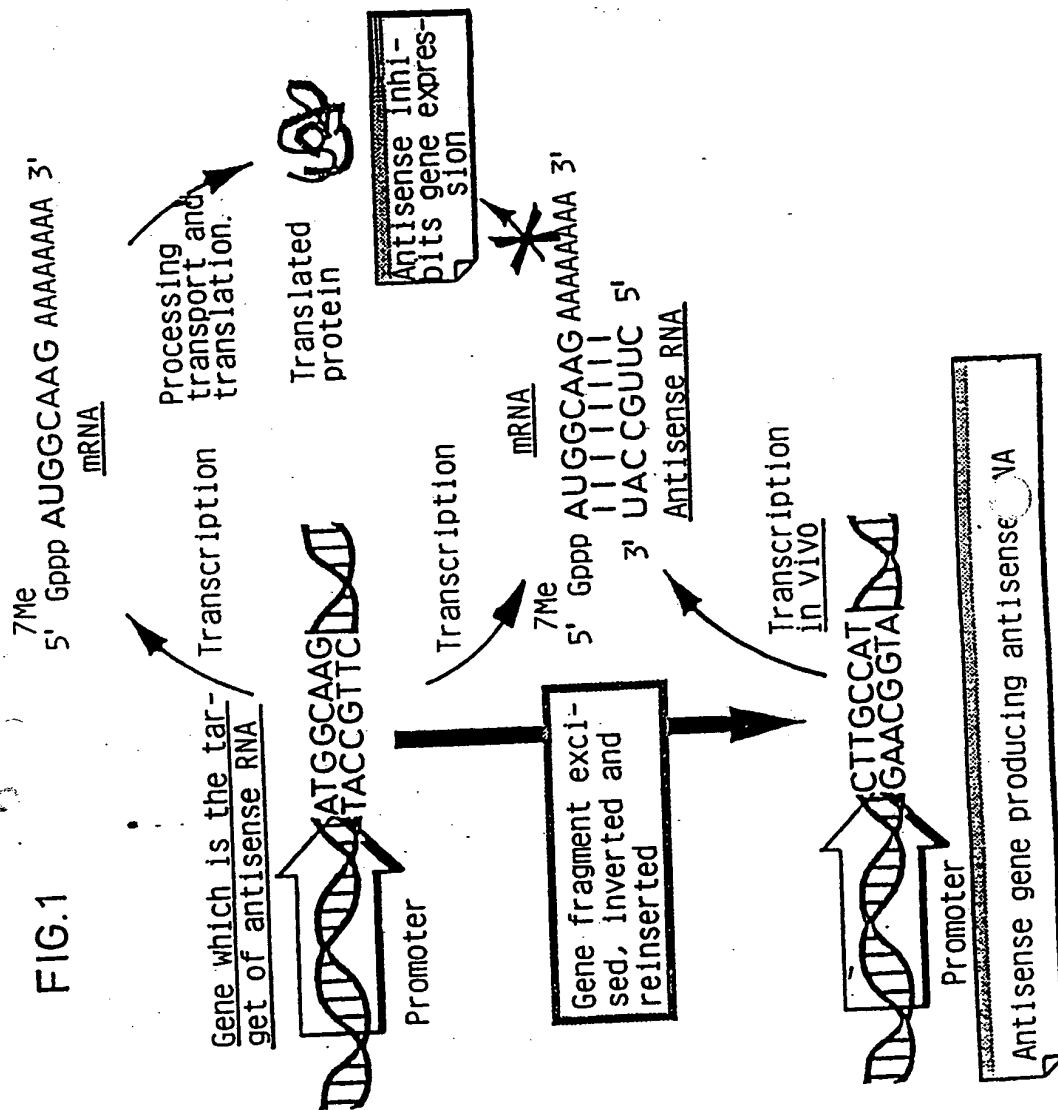 FIG.1
7Me
5' Gppp AUGGCAAG AAAAAAAA 3'
mRNA
Gene which is the tar-
get of antisense RNA
Transcription
Processing
transport and
translation.
ATGGCAAG
TACCGTTC
Promoter
Translated
protein
Transcription
Antisense inhi-
bits gene expres-
sion
Gene fragment exci-
sed, inverted and
reinserted
mRNA
7Me
5' Gppp AUGGCAAG AAAAAAAA 3'
3' UACCGUUC 5'
Antisense RNA
Transcription
in vivo
CTTGCCAT
GAACGGTA
Promoter
Antisense gene producing antisense